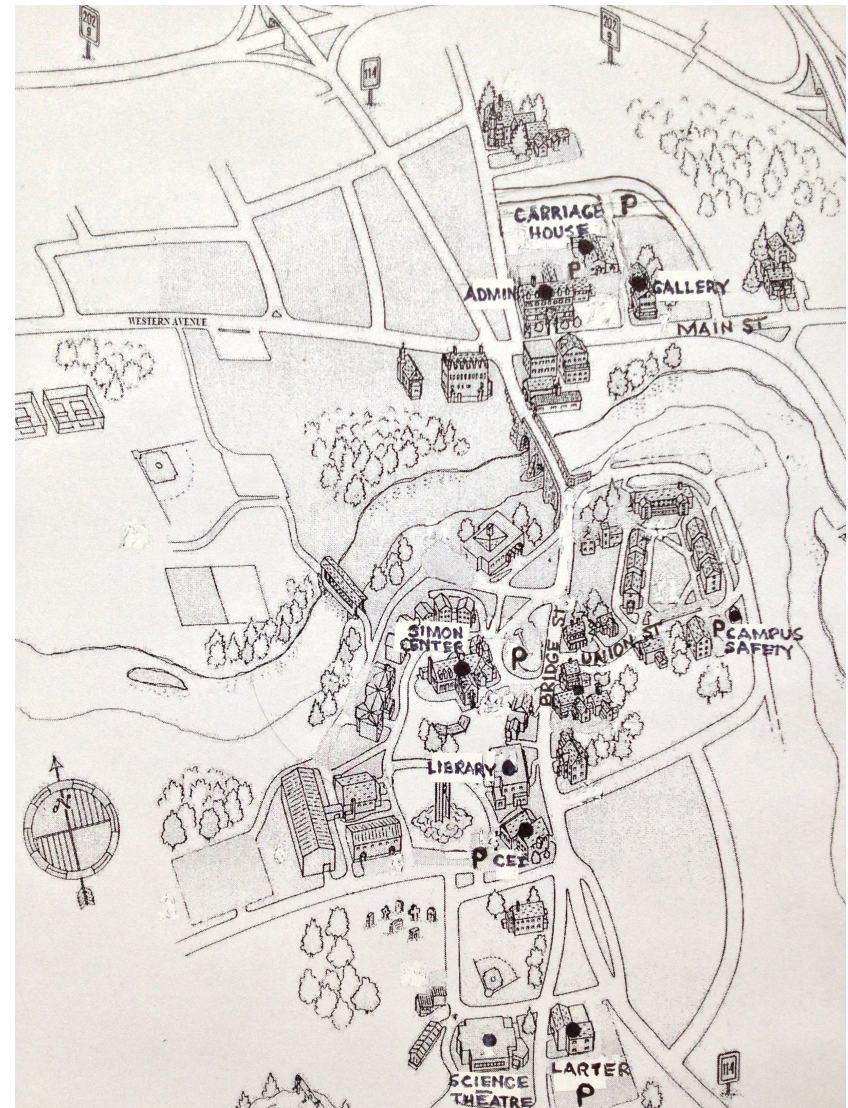 202
9
202
9
114
CARRIAGE
HOUSE
P
P
ADMIN
GALLERY
WESTERN AVENUE
MAIN ST
SIMON
CENTER
P
BRIDGE ST
UNION ST
P
CAMPUS
SAFETY
N
LIBRARY
P
CEI
114
LARTER
P
SCIENCE
THEATRE